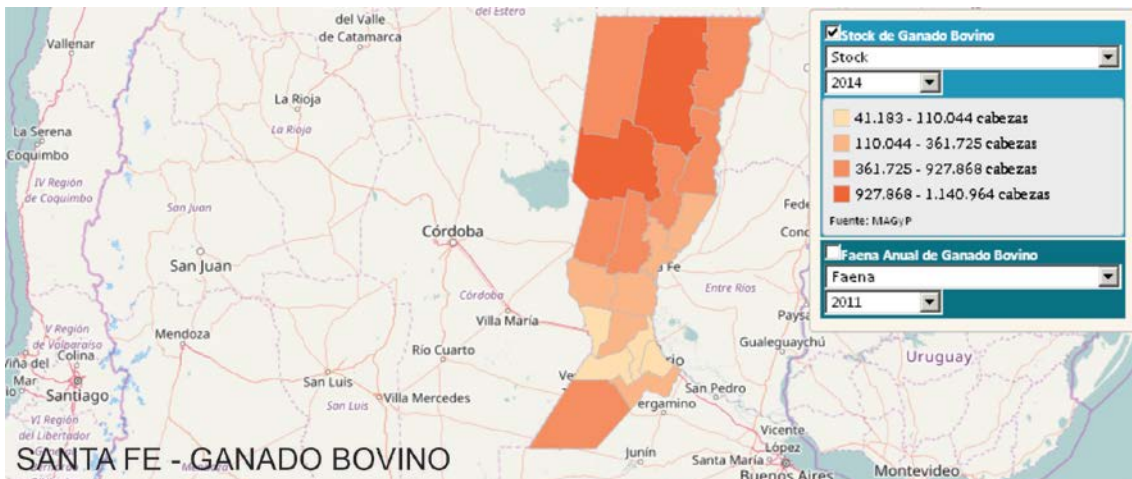 Vallenar
del Valle
de Catamarca
del Estero
La Rioja
La Rioja
La Serena
Coquimbo
IV Región
de Coquimbo
San Juan
San Juan
Córdoba
Córdoba
Entre Ríos
Villa María
Mendoza
Río Cuarto
V Región
de Valparaíso
Colina
Viña del
Mar
Santiago
San Luis
San Luis
Villa Mercedes
VI Región
del Libertador
San Pedro
Pergamino
Gualeguaychú
Uruguay
Junín
Vicente
López
Santa María
Buenos Aires
Montevideo
Stock de Ganado Bovino
Stock
2014
41.183 - 110.044 cabezas
110.044 - 361.725 cabezas
361.725 - 927.868 cabezas
927.868 - 1.140.964 cabezas
Fuente: MAGyP
Faena Anual de Ganado Bovino
Faena
2011
SANTA FE - GANADO BOVINO